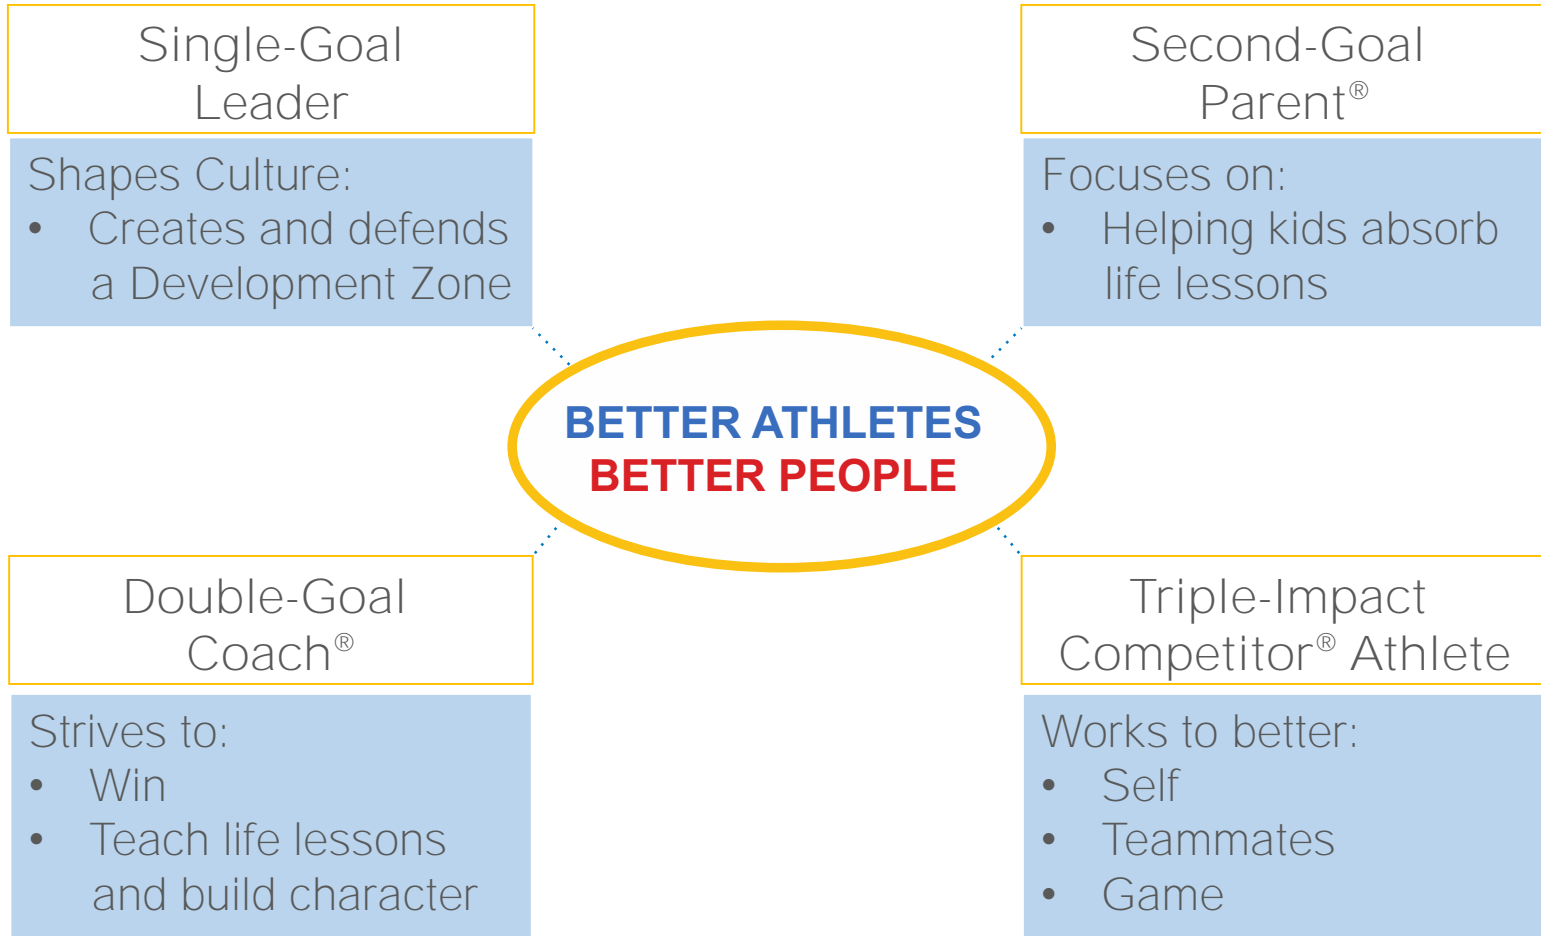 Single-Goal
Leader
Shapes Culture:
• Creates and defends
a Development Zone
Second-Goal
Parent®
Focuses on:
• Helping kids absorb
life lessons
BETTER ATHLETES
BETTER PEOPLE
Double-Goal
Coach®
Strives to:
• Win
• Teach life lessons
and build character
Triple-Impact
Competitor® Athlete
Works to better:
• Self
• Teammates
• Game